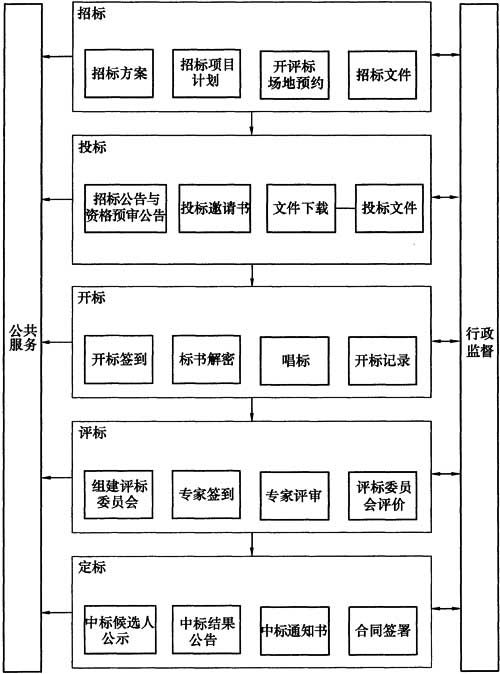 招标
招标方案
招标项目
计划
开评标
场地预约
招标文件
投标
招标公告与
资格预审公告
投标邀请书
文件下载
投标文件
开标
开标签到
标书解密
唱标
开标记录
公共
服务
行政
监督
评标
组建评标
委员会
专家签到
专家评审
评标委员
会评价
定标
中标候选人
公示
中标结果
公告
中标通知书
合同签署